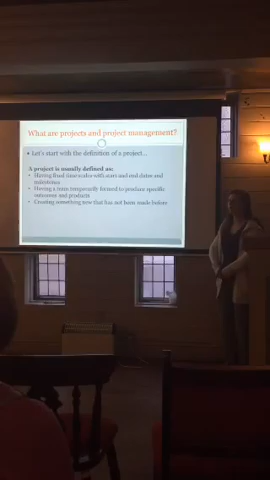 What are projects and project management?
• Let's start with the definition of a project...
A project is usually defined as:
• Having fixed time scales with start and end dates and
milestones
• Having a team temporarily formed to produce specific
outcomes and products
• Creating something new that has not been made before